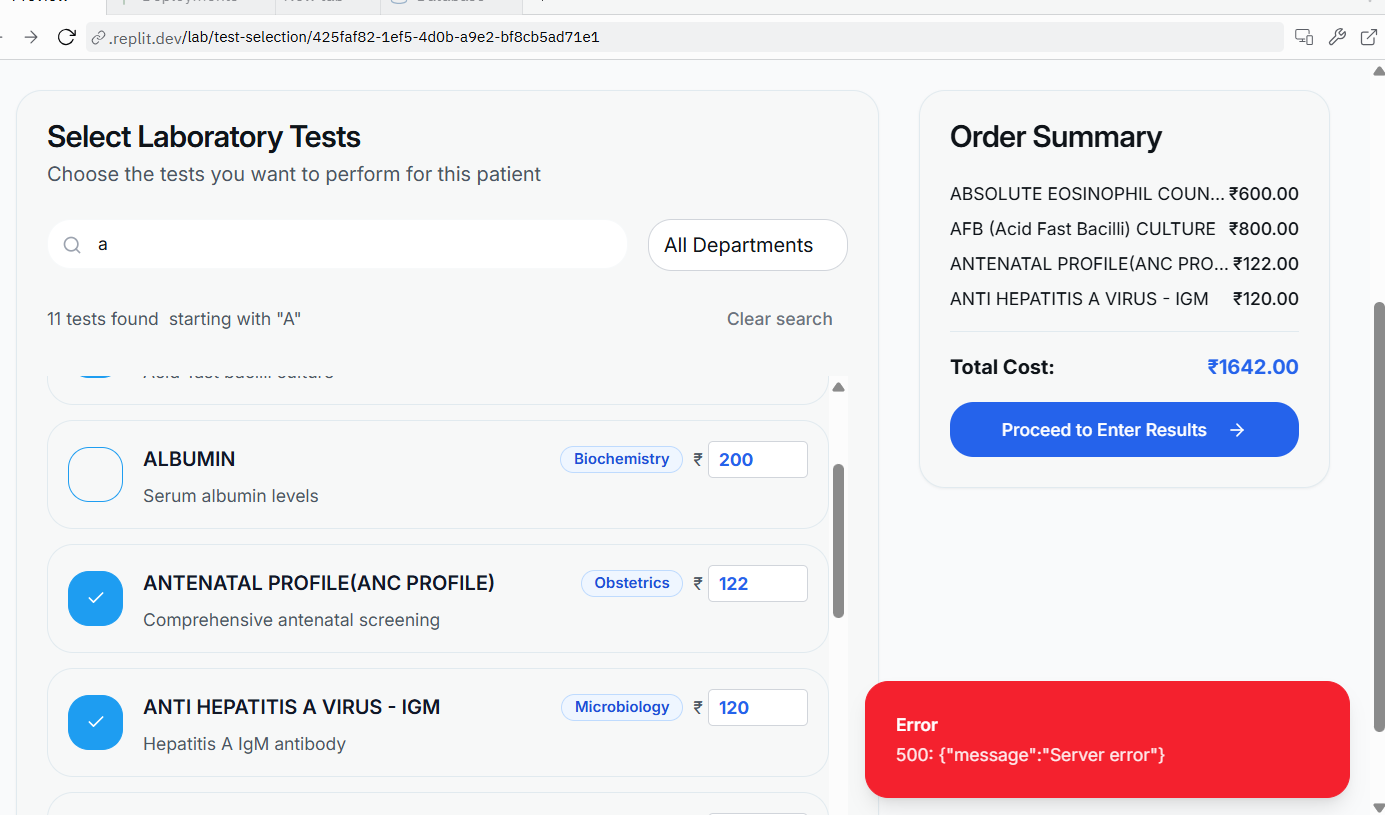 .replit.dev/lab/test-selection/425faf82-1ef5-4d0b-a9e2-bf8cb5ad71e1
Select Laboratory Tests
Choose the tests you want to perform for this patient
a
All Departments
11 tests found starting with "A"
Clear search
ALBUMIN
Biochemistry
₹ 200
Serum albumin levels
ANTENATAL PROFILE(ANC PROFILE)
Obstetrics
₹ 122
Comprehensive antenatal screening
ANTI HEPATITIS A VIRUS - IGM
Microbiology
₹ 120
Hepatitis A IgM antibody
Order Summary
ABSOLUTE EOSINOPHIL COUN... ₹600.00
AFB (Acid Fast Bacilli) CULTURE ₹800.00
ANTENATAL PROFILE(ANC PRO... ₹122.00
ANTI HEPATITIS A VIRUS - IGM ₹120.00
Total Cost: ₹1642.00
Proceed to Enter Results →
Error
500: {"message":"Server error"}